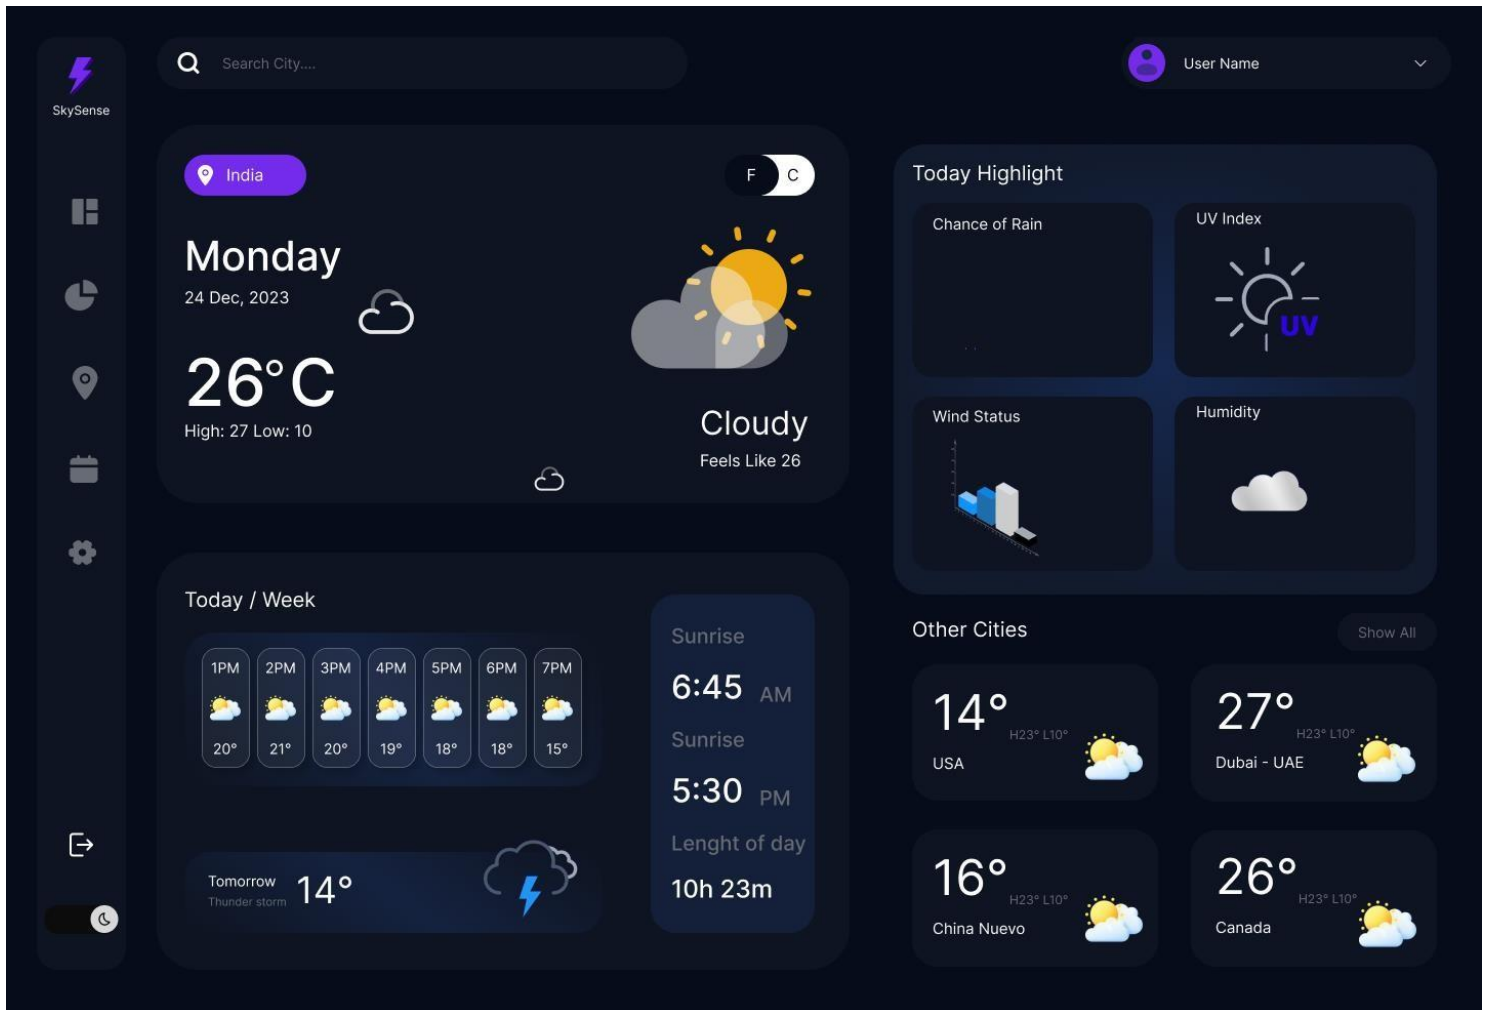 SkySense
Search City....
User Name
India
F C
Monday
24 Dec, 2023
26°C
High: 27 Low: 10
Cloudy
Feels Like 26
Today Highlight
Chance of Rain
UV Index
UV
Wind Status
Humidity
Today / Week
1PM 2PM 3PM 4PM 5PM 6PM 7PM
20° 21° 20° 19° 18° 18° 15°
Tomorrow
Thunder storm
14°
Sunrise
6:45 AM
Sunrise
5:30 PM
Lenght of day
10h 23m
Other Cities
Show All
14°
H23° L10°
USA
27°
H23° L10°
Dubai - UAE
16°
H23° L10°
China Nuevo
26°
H23° L10°
Canada